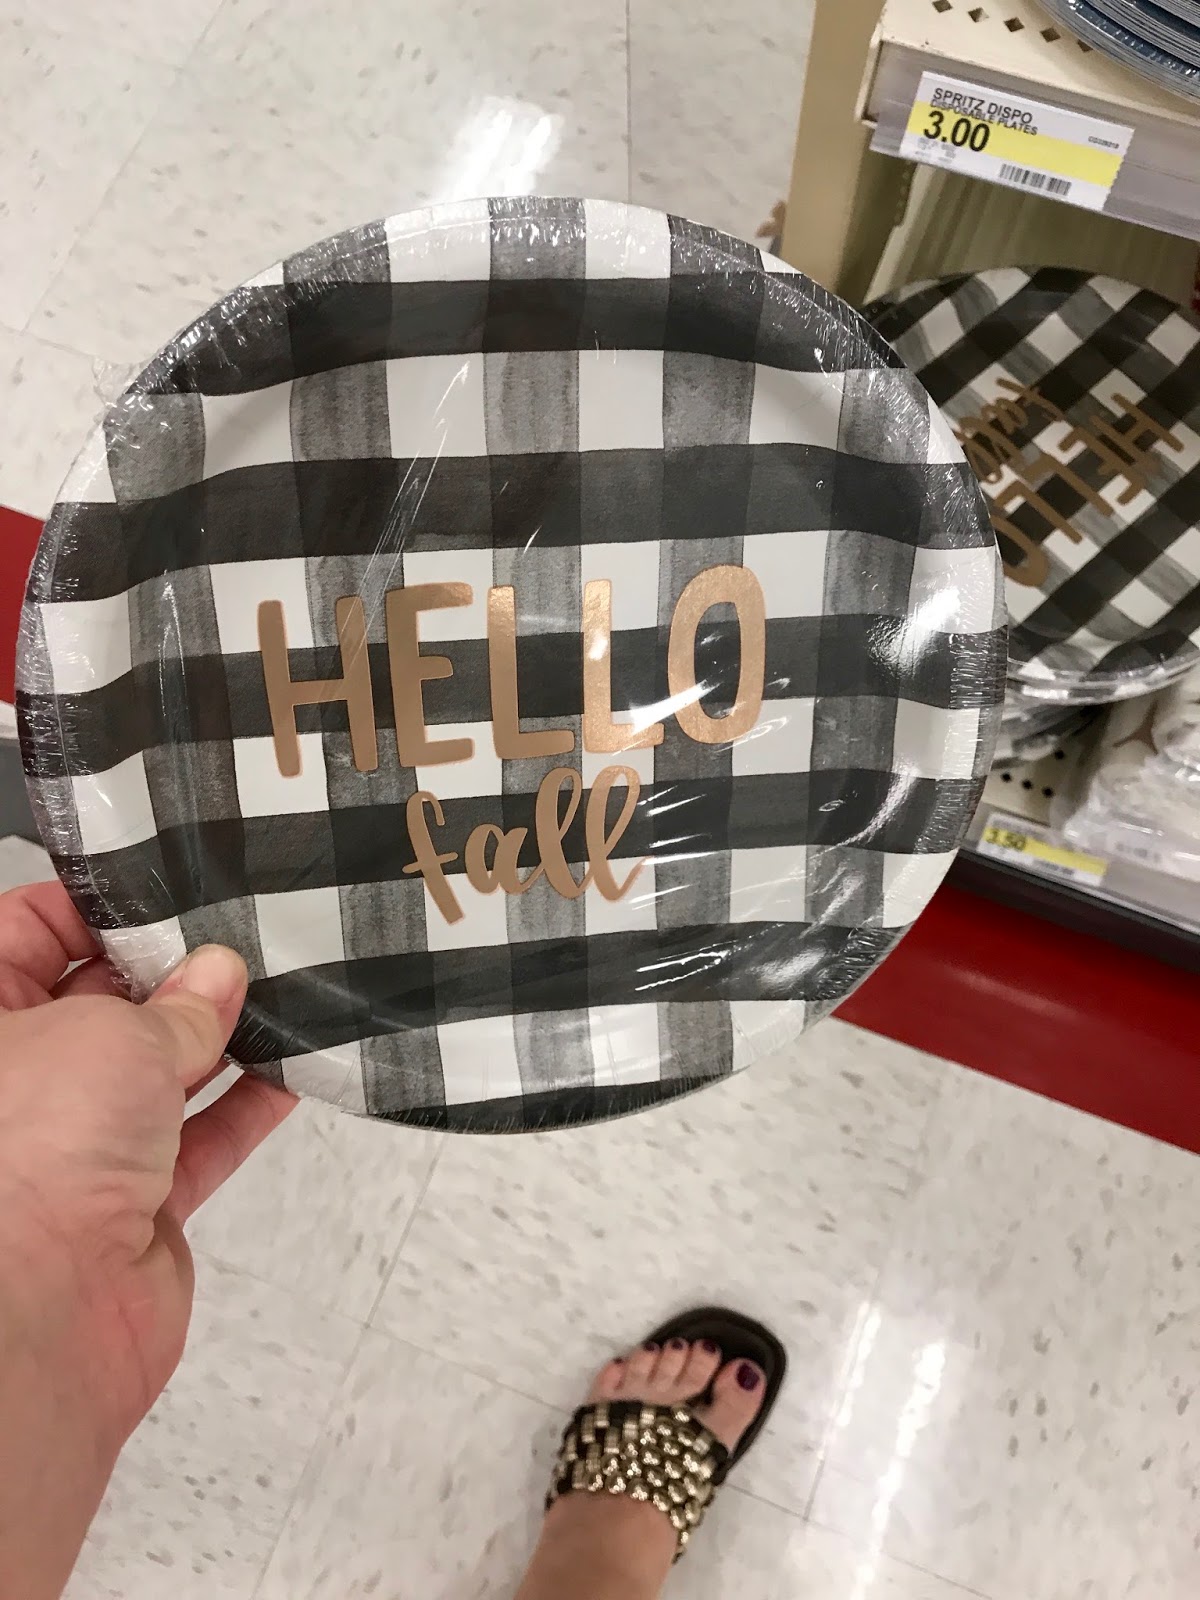 SPRITZ DISPO
DISPOSABLE PLATES
3.00
HELLO
fall
HELLO
fall
3.50